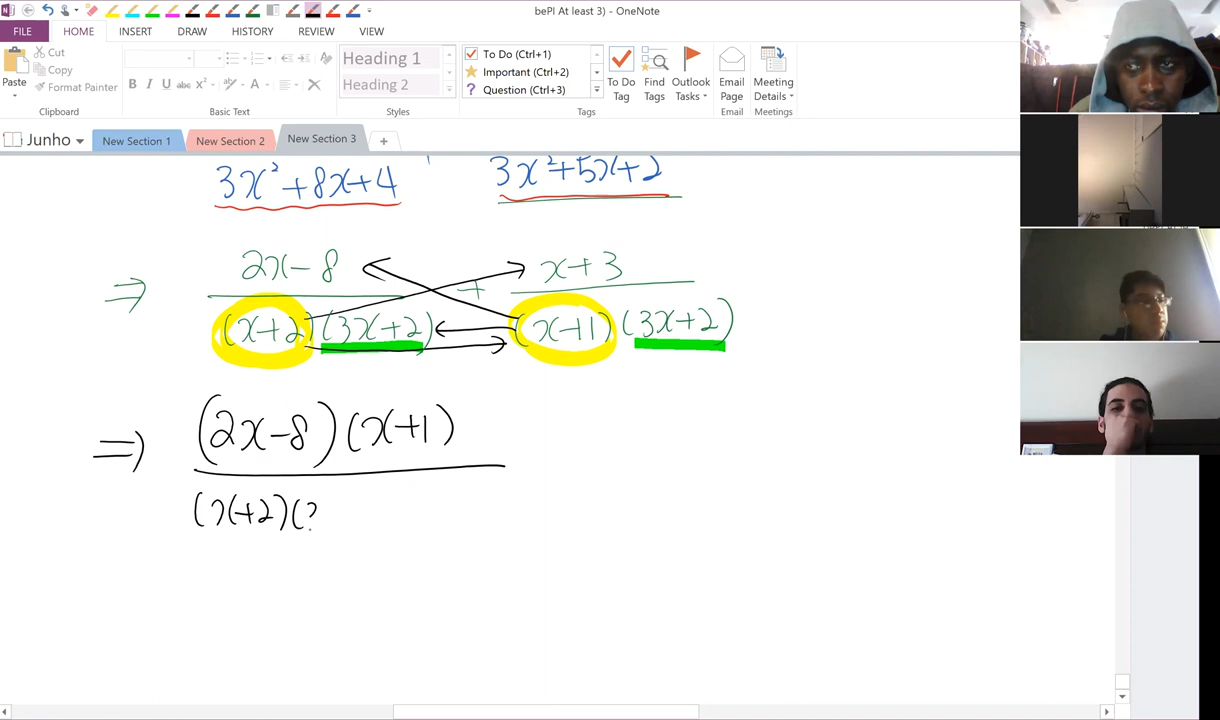 bePI At least 3) - OneNote
FILE HOME INSERT DRAW HISTORY REVIEW VIEW
Cut
Copy
Format Painter
Paste
Clipboard
B I U abc x² A
Basic Text
Heading 1
Heading 2
Styles
To Do (Ctrl+1)
Important (Ctrl+2)
? Question (Ctrl+3)
Tags
To Do Tag
Find Tags
Outlook Tasks
Email Page
Email
Meeting Details
Meetings
Junho New Section 1 New Section 2 New Section 3 +
3x²+8x+4 3x²+5x+2
⇒ 2x-8 + x+3
(x+2)(3x+2) (x+1)(3x+2)
⇒ (2x-8)(x+1)
(x+2)(3